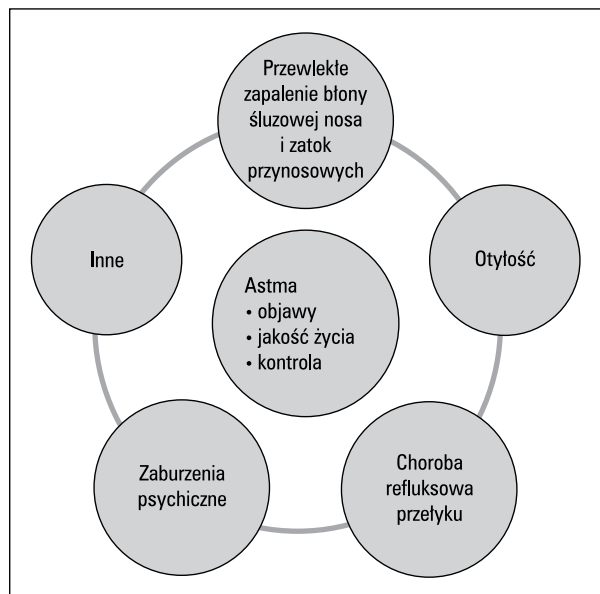 Przewlekłe
zapalenie błony
śluzowej nosa
i zatok
przynosowych
Inne
Otyłość
Astma
• objawy
• jakość życia
• kontrola
Zaburzenia
psychiczne
Choroba
refluksowa
przełyku